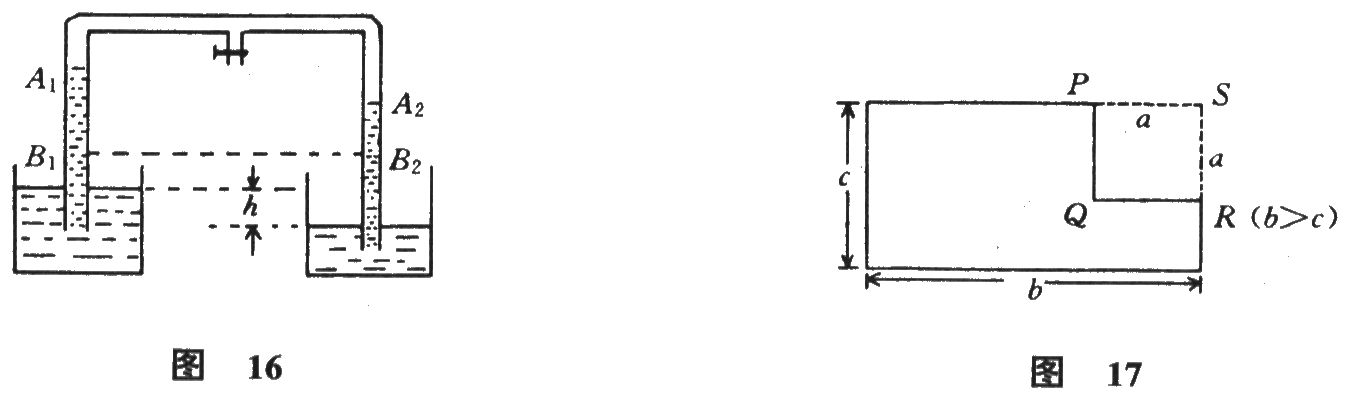 A₁
A₂
B₁
B₂
h
图 16
P
S
a
a
c
Q
R (b>c)
b
图 17